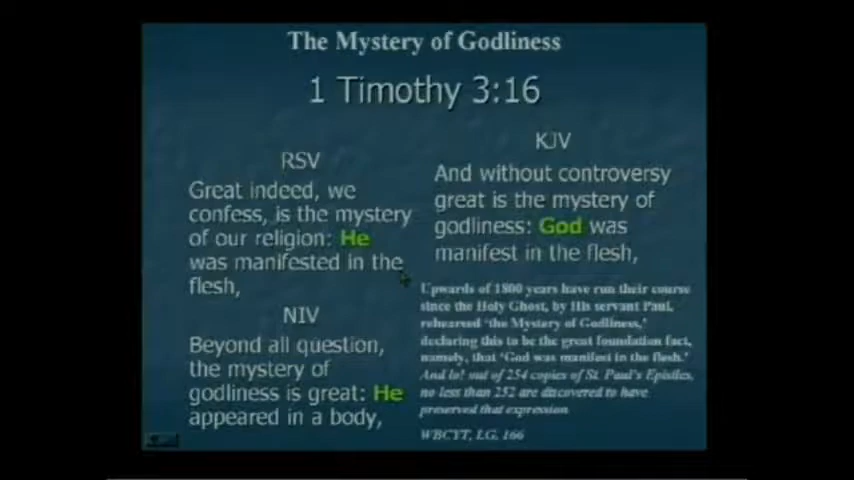 The Mystery of Godliness
1 Timothy 3:16
RSV
Great indeed, we
confess, is the mystery
of our religion: He
was manifested in the
flesh,
NIV
Beyond all question,
the mystery of
godliness is great: He
appeared in a body,
KJV
And without controversy
great is the mystery of
godliness: God was
manifest in the flesh,
Upwards of 1800 years have run their course
since the Holy Ghost, by His servant Paul,
rehearsed 'the Mystery of Godliness,'
declaring this to be the great foundation fact,
namely, that 'God was manifest in the flesh.'
And lo! out of 254 copies of St. Paul's Epistles,
no less than 252 are discovered to have
preserved that expression
WBCYT, LG, 166